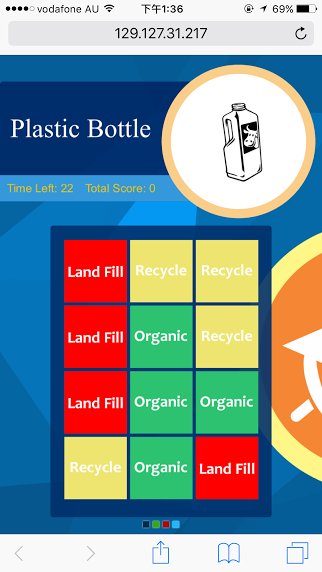 vodafone AU 下午1:36 69%
129.127.31.217
Plastic Bottle
Time Left: 22 Total Score: 0
Land Fill Recycle Recycle
Land Fill Organic Recycle
Land Fill Organic Organic
Recycle Organic Land Fill